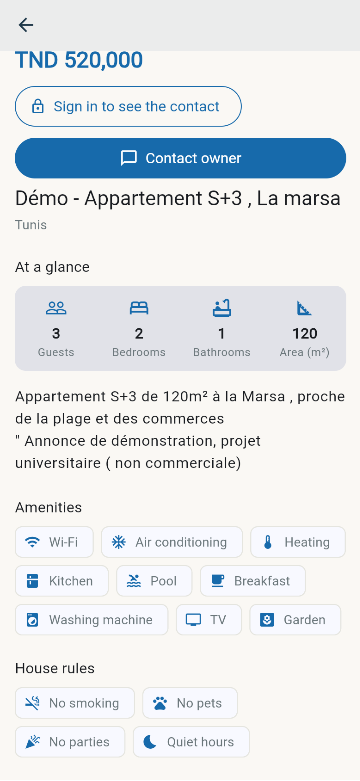 TND 520,000
Sign in to see the contact
Contact owner
Démo - Appartement S+3 , La marsa
Tunis
At a glance
3 2 1 120
Guests Bedrooms Bathrooms Area (m²)
Appartement S+3 de 120m² à la Marsa , proche
de la plage et des commerces
" Annonce de démonstration, projet
universitaire ( non commerciale)
Amenities
Wi-Fi Air conditioning Heating
Kitchen Pool Breakfast
Washing machine TV Garden
House rules
No smoking No pets
No parties Quiet hours